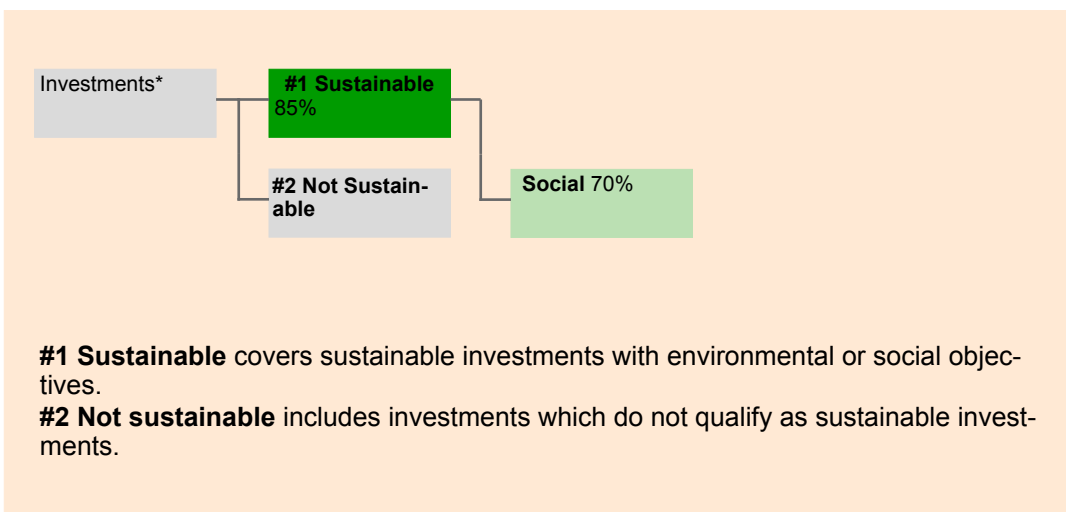 Investments*
#1 Sustainable
85%
#2 Not Sustain-
able
Social 70%
#1 Sustainable covers sustainable investments with environmental or social objec-
tives.
#2 Not sustainable includes investments which do not qualify as sustainable invest-
ments.